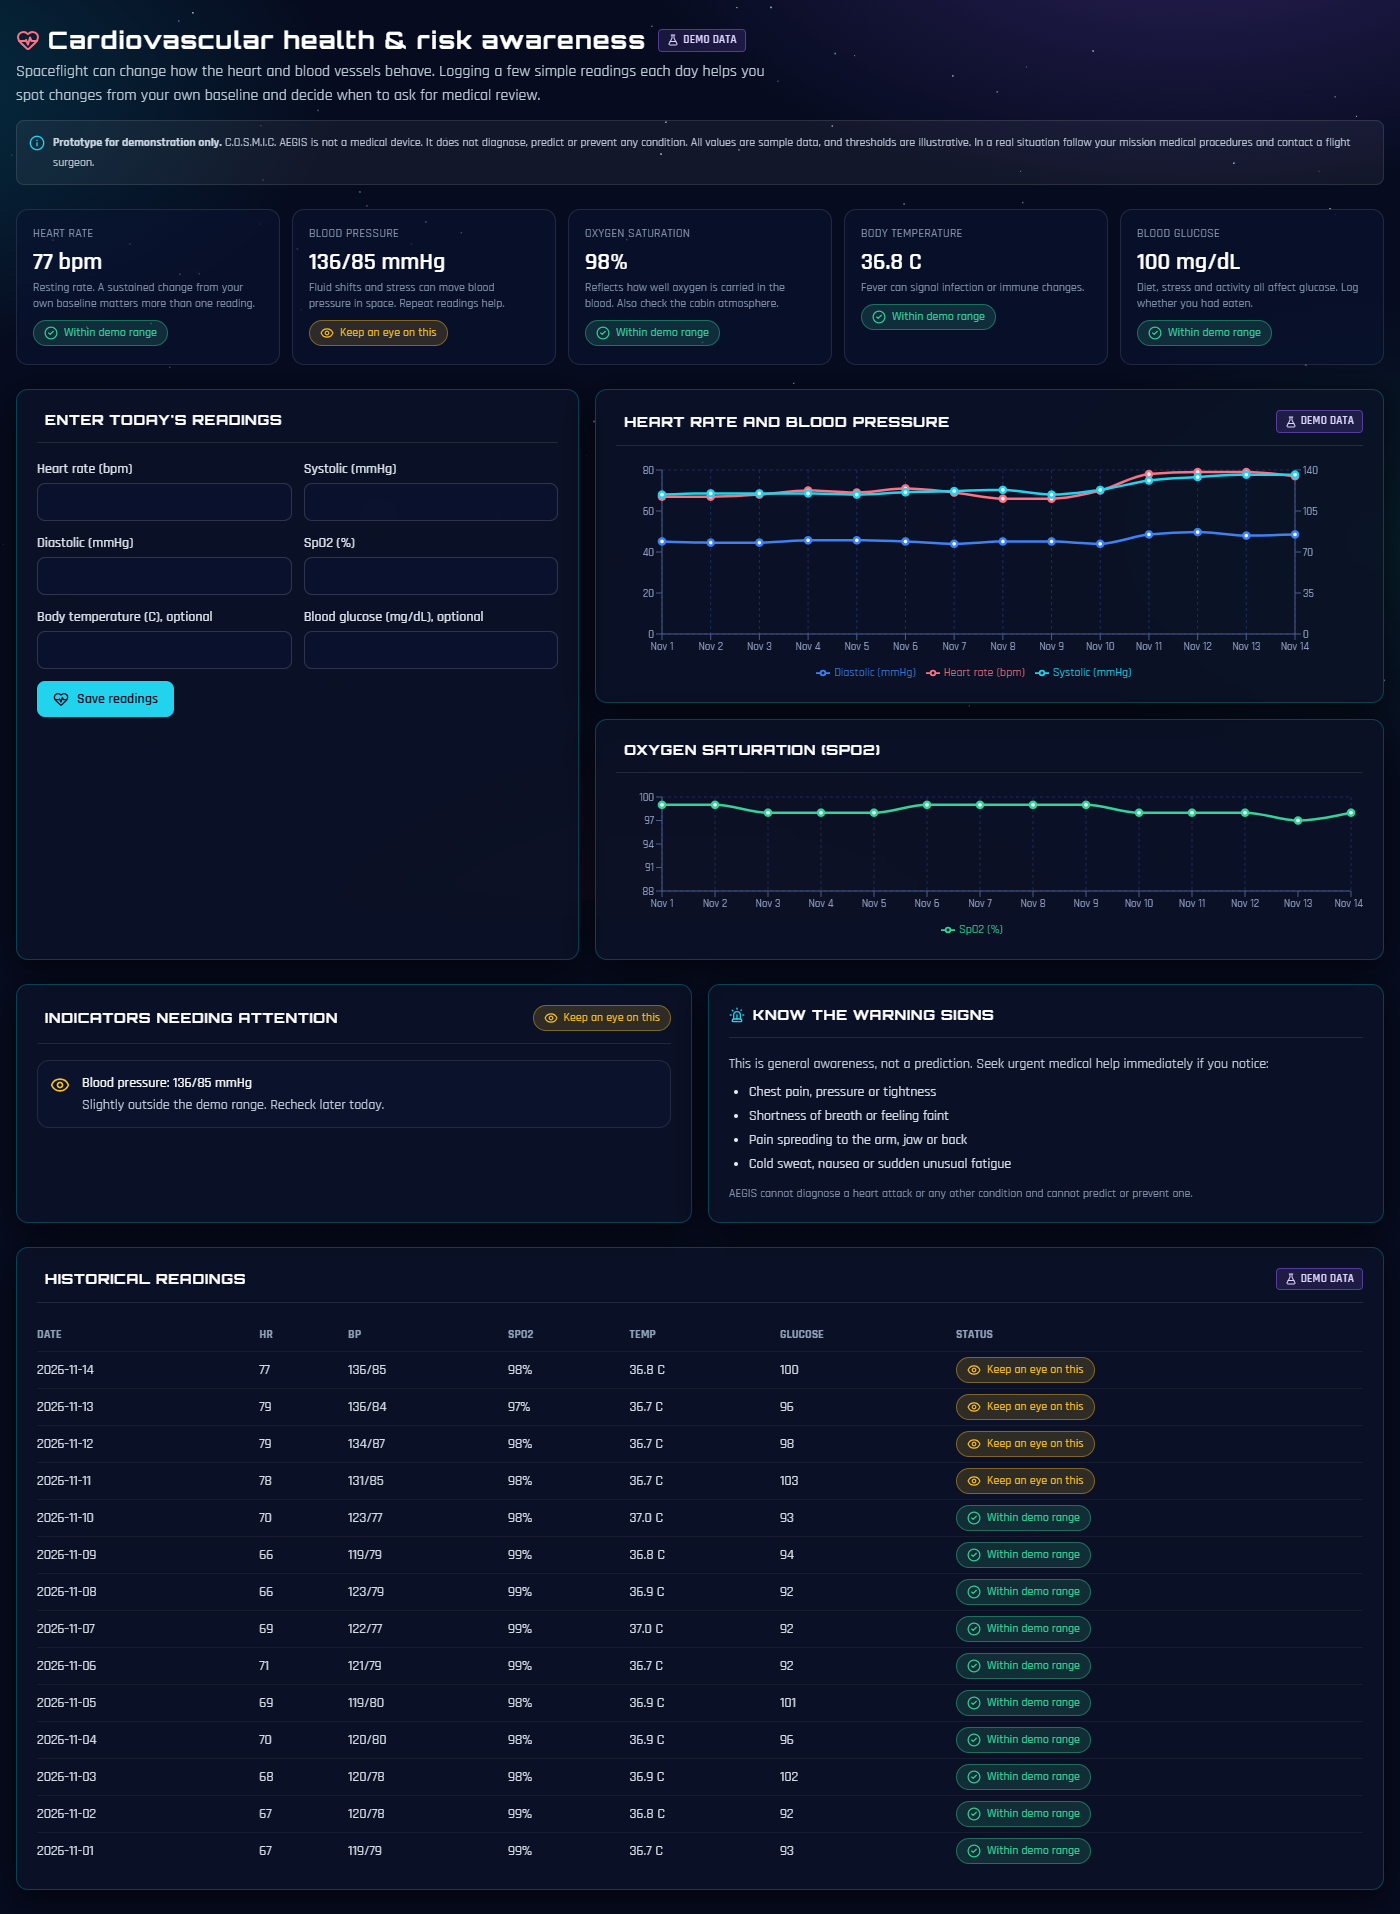 Cardiovascular health & risk awareness
DEMO DATA
Spaceflight can change how the heart and blood vessels behave. Logging a few simple readings each day helps you
spot changes from your own baseline and decide when to ask for medical review.
Prototype for demonstration only. C.O.S.M.I.C. AEGIS is not a medical device. It does not diagnose, predict or prevent any condition. All values are sample data, and thresholds are illustrative. In a real situation follow your mission medical procedures and contact a flight
surgeon.
HEART RATE
77 bpm
Resting rate. A sustained change from your
own baseline matters more than one reading.
Within demo range
BLOOD PRESSURE
136/85 mmHg
Fluid shifts and stress can move blood
pressure in space. Repeat readings help.
Keep an eye on this
OXYGEN SATURATION
98%
Reflects how well oxygen is carried in the
blood. Also check the cabin atmosphere.
Within demo range
BODY TEMPERATURE
36.8 C
Fever can signal infection or immune changes.
Within demo range
BLOOD GLUCOSE
100 mg/dL
Diet, stress and activity all affect glucose. Log
whether you had eaten.
Within demo range
ENTER TODAY'S READINGS
Heart rate (bpm) Systolic (mmHg)
Diastolic (mmHg) SpO2 (%)
Body temperature (C), optional Blood glucose (mg/dL), optional
Save readings
HEART RATE AND BLOOD PRESSURE
DEMO DATA
80 140
60 105
40 70
20 35
0 0
Nov 1 Nov 2 Nov 3 Nov 4 Nov 5 Nov 6 Nov 7 Nov 8 Nov 9 Nov 10 Nov 11 Nov 12 Nov 13 Nov 14
Diastolic (mmHg) Heart rate (bpm) Systolic (mmHg)
OXYGEN SATURATION (SPO2)
100
97
94
91
88
Nov 1 Nov 2 Nov 3 Nov 4 Nov 5 Nov 6 Nov 7 Nov 8 Nov 9 Nov 10 Nov 11 Nov 12 Nov 13 Nov 14
SpO2 (%)
INDICATORS NEEDING ATTENTION
Keep an eye on this
Blood pressure: 136/85 mmHg
Slightly outside the demo range. Recheck later today.
KNOW THE WARNING SIGNS
This is general awareness, not a prediction. Seek urgent medical help immediately if you notice:
• Chest pain, pressure or tightness
• Shortness of breath or feeling faint
• Pain spreading to the arm, jaw or back
• Cold sweat, nausea or sudden unusual fatigue
AEGIS cannot diagnose a heart attack or any other condition and cannot predict or prevent one.
HISTORICAL READINGS
DEMO DATA
DATE HR BP SPO2 TEMP GLUCOSE STATUS
2026-11-14 77 136/85 98% 36.8 C 100 Keep an eye on this
2026-11-13 79 136/84 97% 36.7 C 96 Keep an eye on this
2026-11-12 79 134/87 98% 36.7 C 98 Keep an eye on this
2026-11-11 78 131/85 98% 36.7 C 103 Keep an eye on this
2026-11-10 70 123/77 98% 37.0 C 93 Within demo range
2026-11-09 66 119/79 99% 36.8 C 94 Within demo range
2026-11-08 66 123/79 99% 36.9 C 92 Within demo range
2026-11-07 69 122/77 99% 37.0 C 92 Within demo range
2026-11-06 71 121/79 99% 36.7 C 92 Within demo range
2026-11-05 69 119/80 98% 36.9 C 101 Within demo range
2026-11-04 70 120/80 98% 36.9 C 96 Within demo range
2026-11-03 68 120/78 98% 36.9 C 102 Within demo range
2026-11-02 67 120/78 99% 36.8 C 92 Within demo range
2026-11-01 67 119/79 99% 36.7 C 93 Within demo range